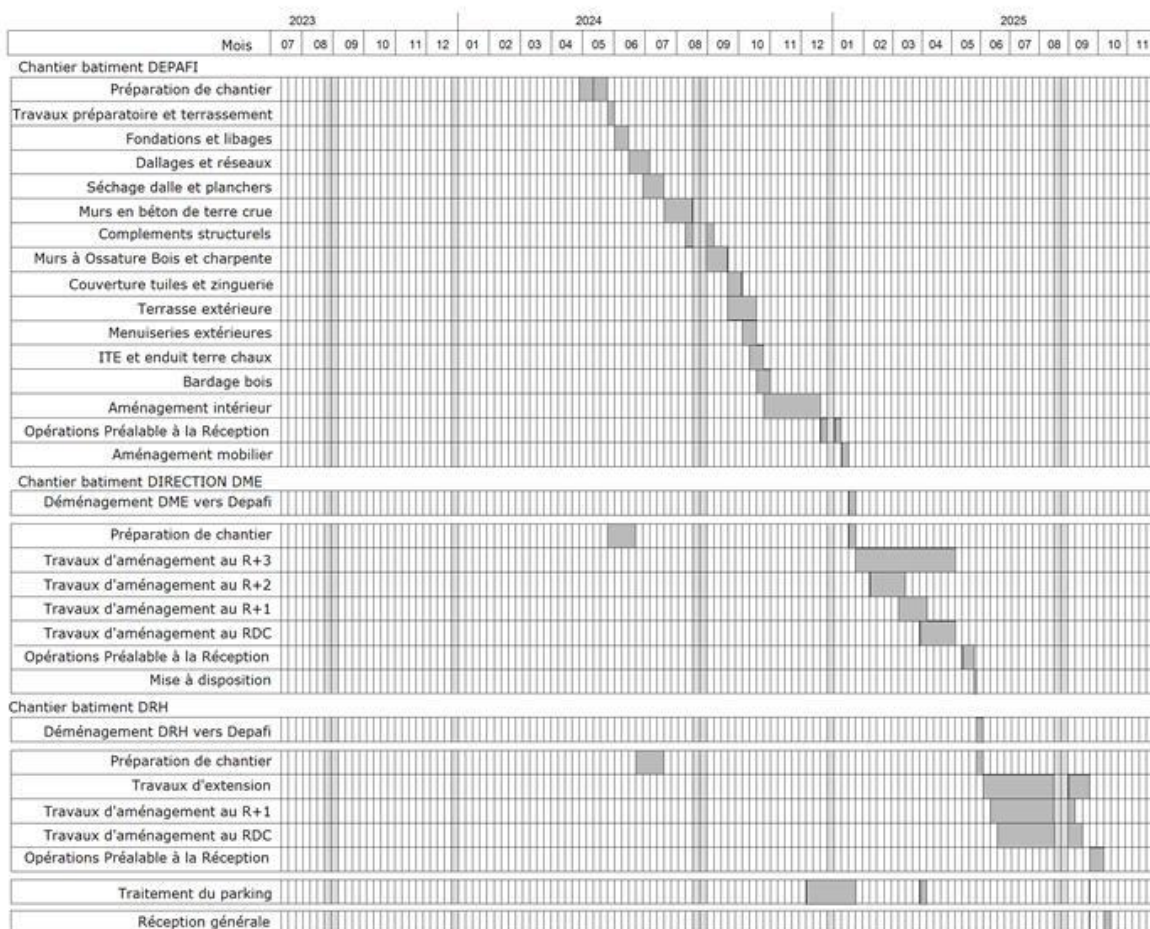 2023 2024 2025
Mois 07 08 09 10 11 12 01 02 03 04 05 06 07 08 09 10 11 12 01 02 03 04 05 06 07 08 09 10 11
Chantier batiment DEPAFI
Préparation de chantier
Travaux préparatoire et terrassement
Fondations et libages
Dallages et réseaux
Séchage dalle et planchers
Murs en béton de terre crue
Complements structurels
Murs à Ossature Bois et charpente
Couverture tuiles et zinguerie
Terrasse extérieure
Menuiseries extérieures
ITE et enduit terre chaux
Bardage bois
Aménagement intérieur
Opérations Préalable à la Réception
Aménagement mobilier
Chantier batiment DIRECTION DME
Déménagement DME vers Depafi
Préparation de chantier
Travaux d'aménagement au R+3
Travaux d'aménagement au R+2
Travaux d'aménagement au R+1
Travaux d'aménagement au RDC
Opérations Préalable à la Réception
Mise à disposition
Chantier batiment DRH
Déménagement DRH vers Depafi
Préparation de chantier
Travaux d'extension
Travaux d'aménagement au R+1
Travaux d'aménagement au RDC
Opérations Préalable à la Réception
Traitement du parking
Réception générale